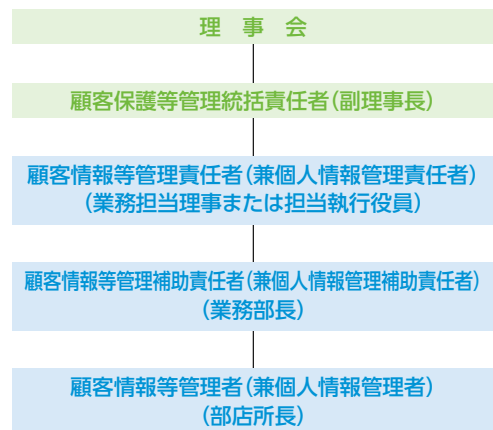 理 事 会
顧客保護等管理統括責任者(副理事長)
顧客情報等管理責任者(兼個人情報管理責任者)
(業務担当理事または担当執行役員)
顧客情報等管理補助責任者(兼個人情報管理補助責任者)
(業務部長)
顧客情報等管理者(兼個人情報管理者)
(部店所長)